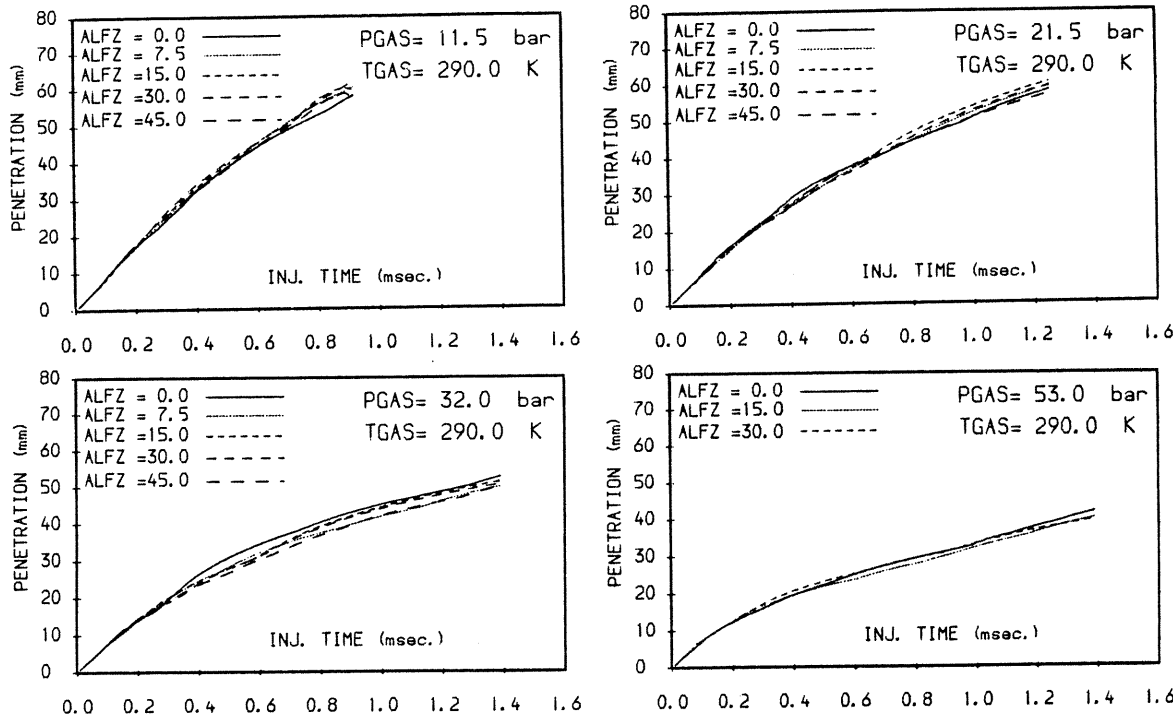 80
70
60
50
40
30
20
10
0
PENETRATION (mm)
ALFZ = 0.0
ALFZ = 7.5
ALFZ =15.0
ALFZ =30.0
ALFZ =45.0
PGAS= 11.5 bar
TGAS= 290.0 K
INJ. TIME (msec.)
0.0 0.2 0.4 0.6 0.8 1.0 1.2 1.4 1.6
80
70
60
50
40
30
20
10
0
PENETRATION (mm)
ALFZ = 0.0
ALFZ = 7.5
ALFZ =15.0
ALFZ =30.0
ALFZ =45.0
PGAS= 21.5 bar
TGAS= 290.0 K
INJ. TIME (msec.)
0.0 0.2 0.4 0.6 0.8 1.0 1.2 1.4 1.6
80
70
60
50
40
30
20
10
0
PENETRATION (mm)
ALFZ = 0.0
ALFZ = 7.5
ALFZ =15.0
ALFZ =30.0
ALFZ =45.0
PGAS= 32.0 bar
TGAS= 290.0 K
INJ. TIME (msec.)
0.0 0.2 0.4 0.6 0.8 1.0 1.2 1.4 1.6
80
70
60
50
40
30
20
10
0
PENETRATION (mm)
ALFZ = 0.0
ALFZ =15.0
ALFZ =30.0
PGAS= 53.0 bar
TGAS= 290.0 K
INJ. TIME (msec.)
0.0 0.2 0.4 0.6 0.8 1.0 1.2 1.4 1.6